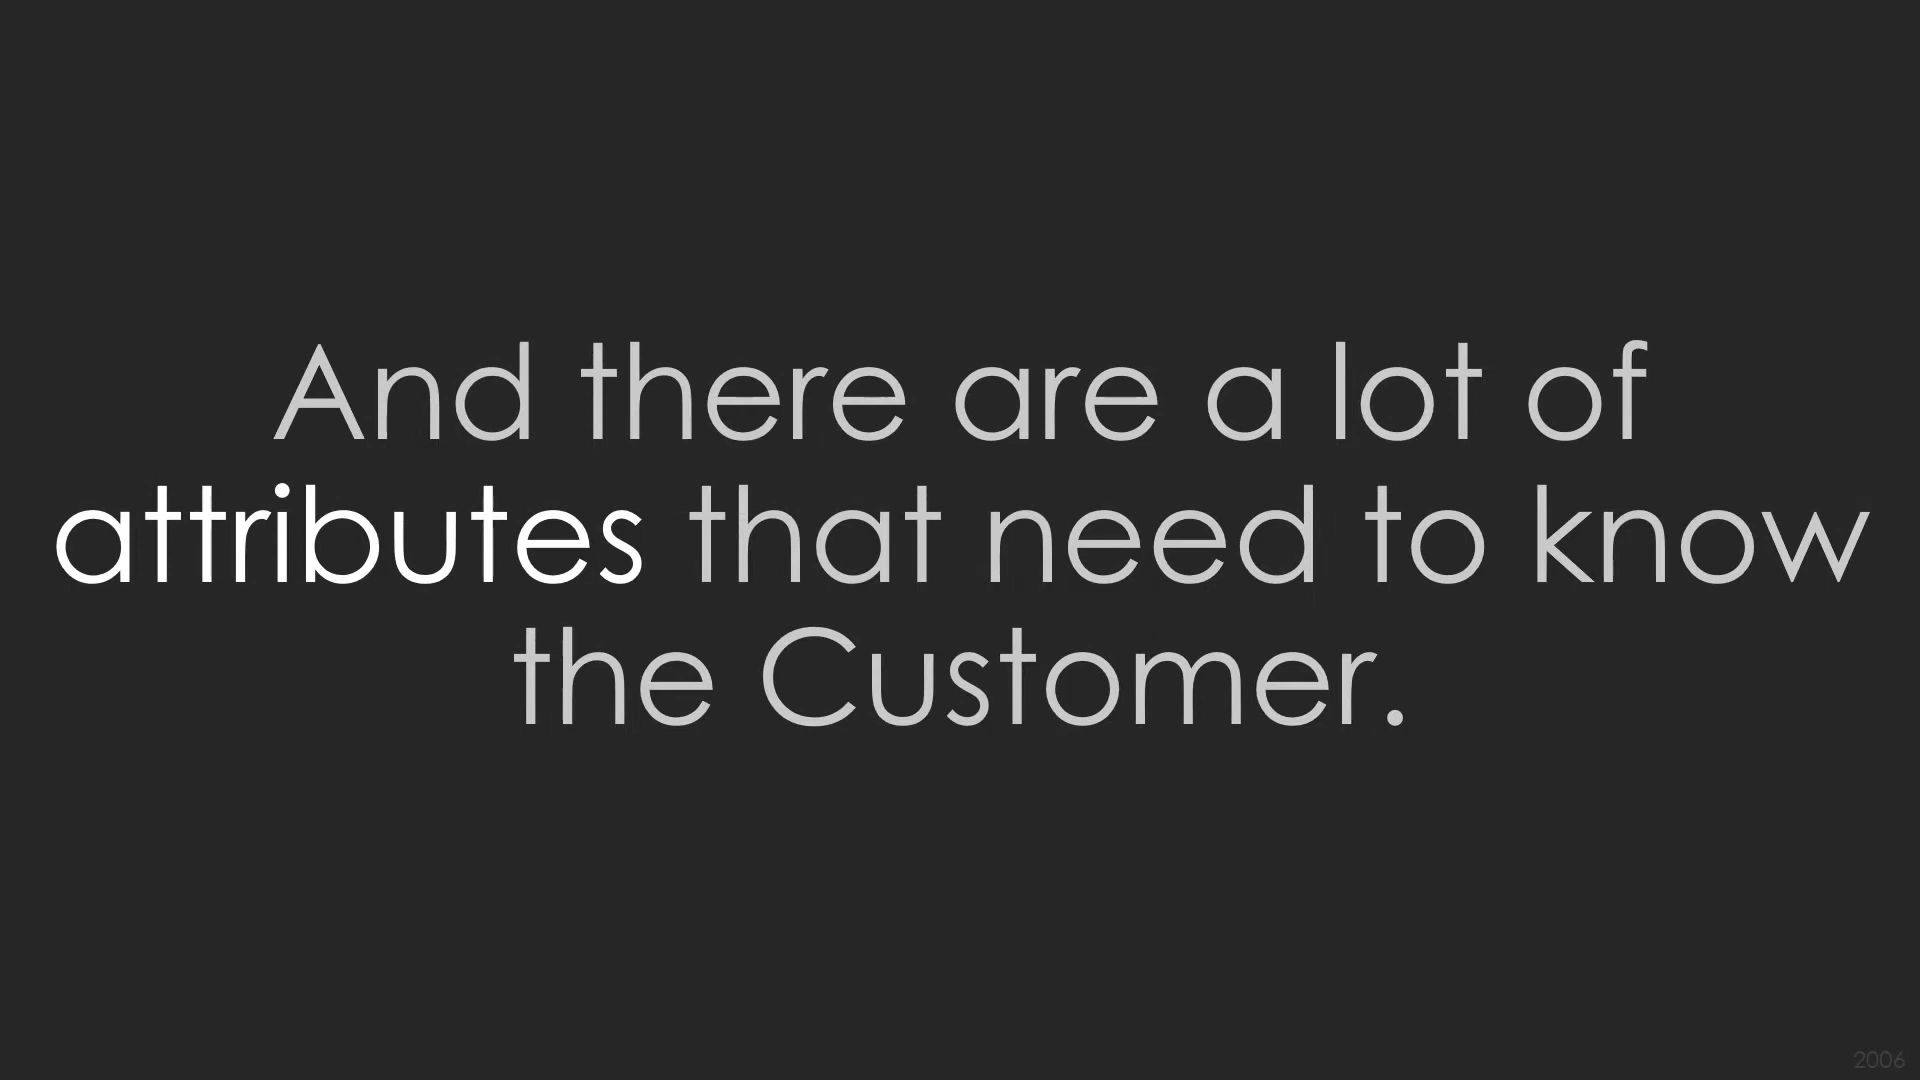 And there are a lot of
attributes that need to know
the Customer.
2006